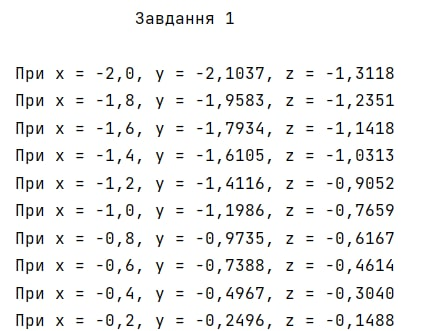 Завдання 1
При x = -2,0, y = -2,1037, z = -1,3118
При x = -1,8, y = -1,9583, z = -1,2351
При x = -1,6, y = -1,7934, z = -1,1418
При x = -1,4, y = -1,6105, z = -1,0313
При x = -1,2, y = -1,4116, z = -0,9052
При x = -1,0, y = -1,1986, z = -0,7659
При x = -0,8, y = -0,9735, z = -0,6167
При x = -0,6, y = -0,7388, z = -0,4614
При x = -0,4, y = -0,4967, z = -0,3040
При x = -0,2, y = -0,2496, z = -0,1488